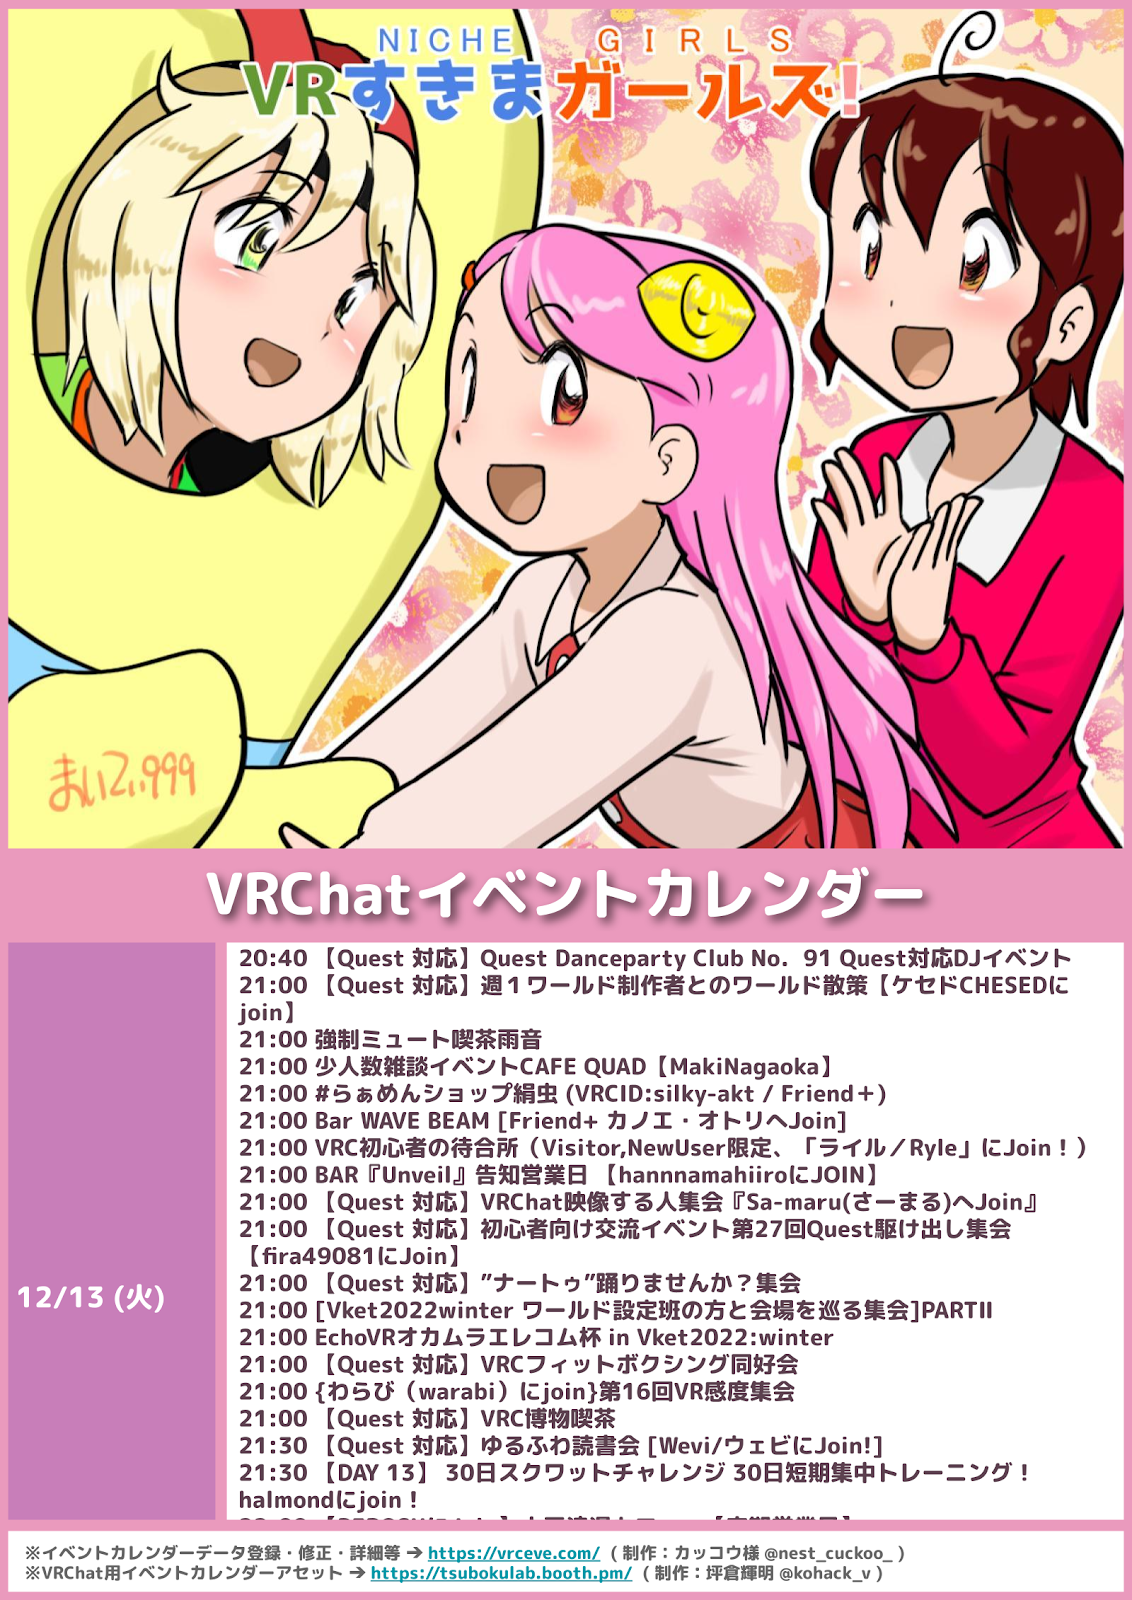 NICHE GIRLS
VRすきまガールズ!
まいてぃ999
VRChatイベントカレンダー
12/13 (火)
20:40 【Quest 対応】Quest Danceparty Club No．91 Quest対応DJイベント
21:00 【Quest 対応】週１ワールド制作者とのワールド散策【ケセドCHESEDに
join】
21:00 強制ミュート喫茶雨音
21:00 少人数雑談イベントCAFE QUAD【MakiNagaoka】
21:00 #らぁめんショップ絹虫 (VRCID:silky-akt / Friend＋)
21:00 Bar WAVE BEAM [Friend+ カノエ・オトリへJoin]
21:00 VRC初心者の待合所（Visitor,NewUser限定、「ライル／Ryle」にJoin！）
21:00 BAR『Unveil』告知営業日 【hannnamahiiroにJOIN】
21:00 【Quest 対応】VRChat映像する人集会『Sa-maru(さーまる)へJoin』
21:00 【Quest 対応】初心者向け交流イベント第27回Quest駆け出し集会
【fira49081にJoin】
21:00 【Quest 対応】”ナートゥ”踊りませんか？集会
21:00 [Vket2022winter ワールド設定班の方と会場を巡る集会]PARTII
21:00 EchoVRオカムラエレコム杯 in Vket2022:winter
21:00 【Quest 対応】VRCフィットボクシング同好会
21:00 {わらび（warabi）にjoin}第16回VR感度集会
21:00 【Quest 対応】VRC博物喫茶
21:30 【Quest 対応】ゆるふわ読書会 [Wevi/ウェビにJoin!]
21:30 【DAY 13】 30日スクワットチャレンジ 30日短期集中トレーニング！
halmondにjoin！
※イベントカレンダーデータ登録・修正・詳細等 ➔ https://vrceve.com/ （ 制作：カッコウ様 @nest_cuckoo_ ）
※VRChat用イベントカレンダーアセット ➔ https://tsubokulab.booth.pm/ （ 制作：坪倉輝明 @kohack_v ）